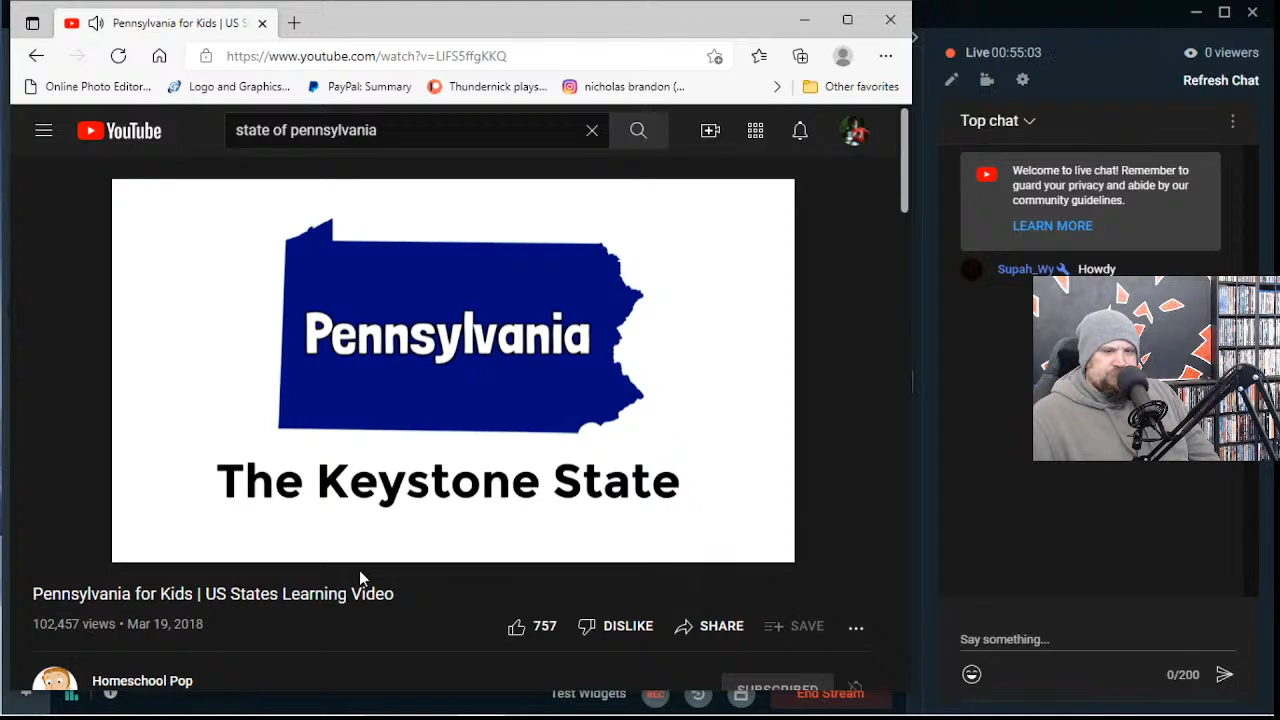 Pennsylvania for Kids | US S
https://www.youtube.com/watch?v=LIFS5ffgKKQ
Online Photo Editor...
Logo and Graphics...
PayPal: Summary
Thundernick plays...
nicholas brandon (...
Other favorites
YouTube
state of pennsylvania
Pennsylvania
The Keystone State
Pennsylvania for Kids | US States Learning Video
102,457 views • Mar 19, 2018
757
DISLIKE
SHARE
SAVE
Homeschool Pop
SUBSCRIBED
Test Widgets
REC
End Stream
Live 00:55:03
0 viewers
Refresh Chat
Top chat
Welcome to live chat! Remember to
guard your privacy and abide by our
community guidelines.
LEARN MORE
Supah_Wy Howdy
Say something...
0/200